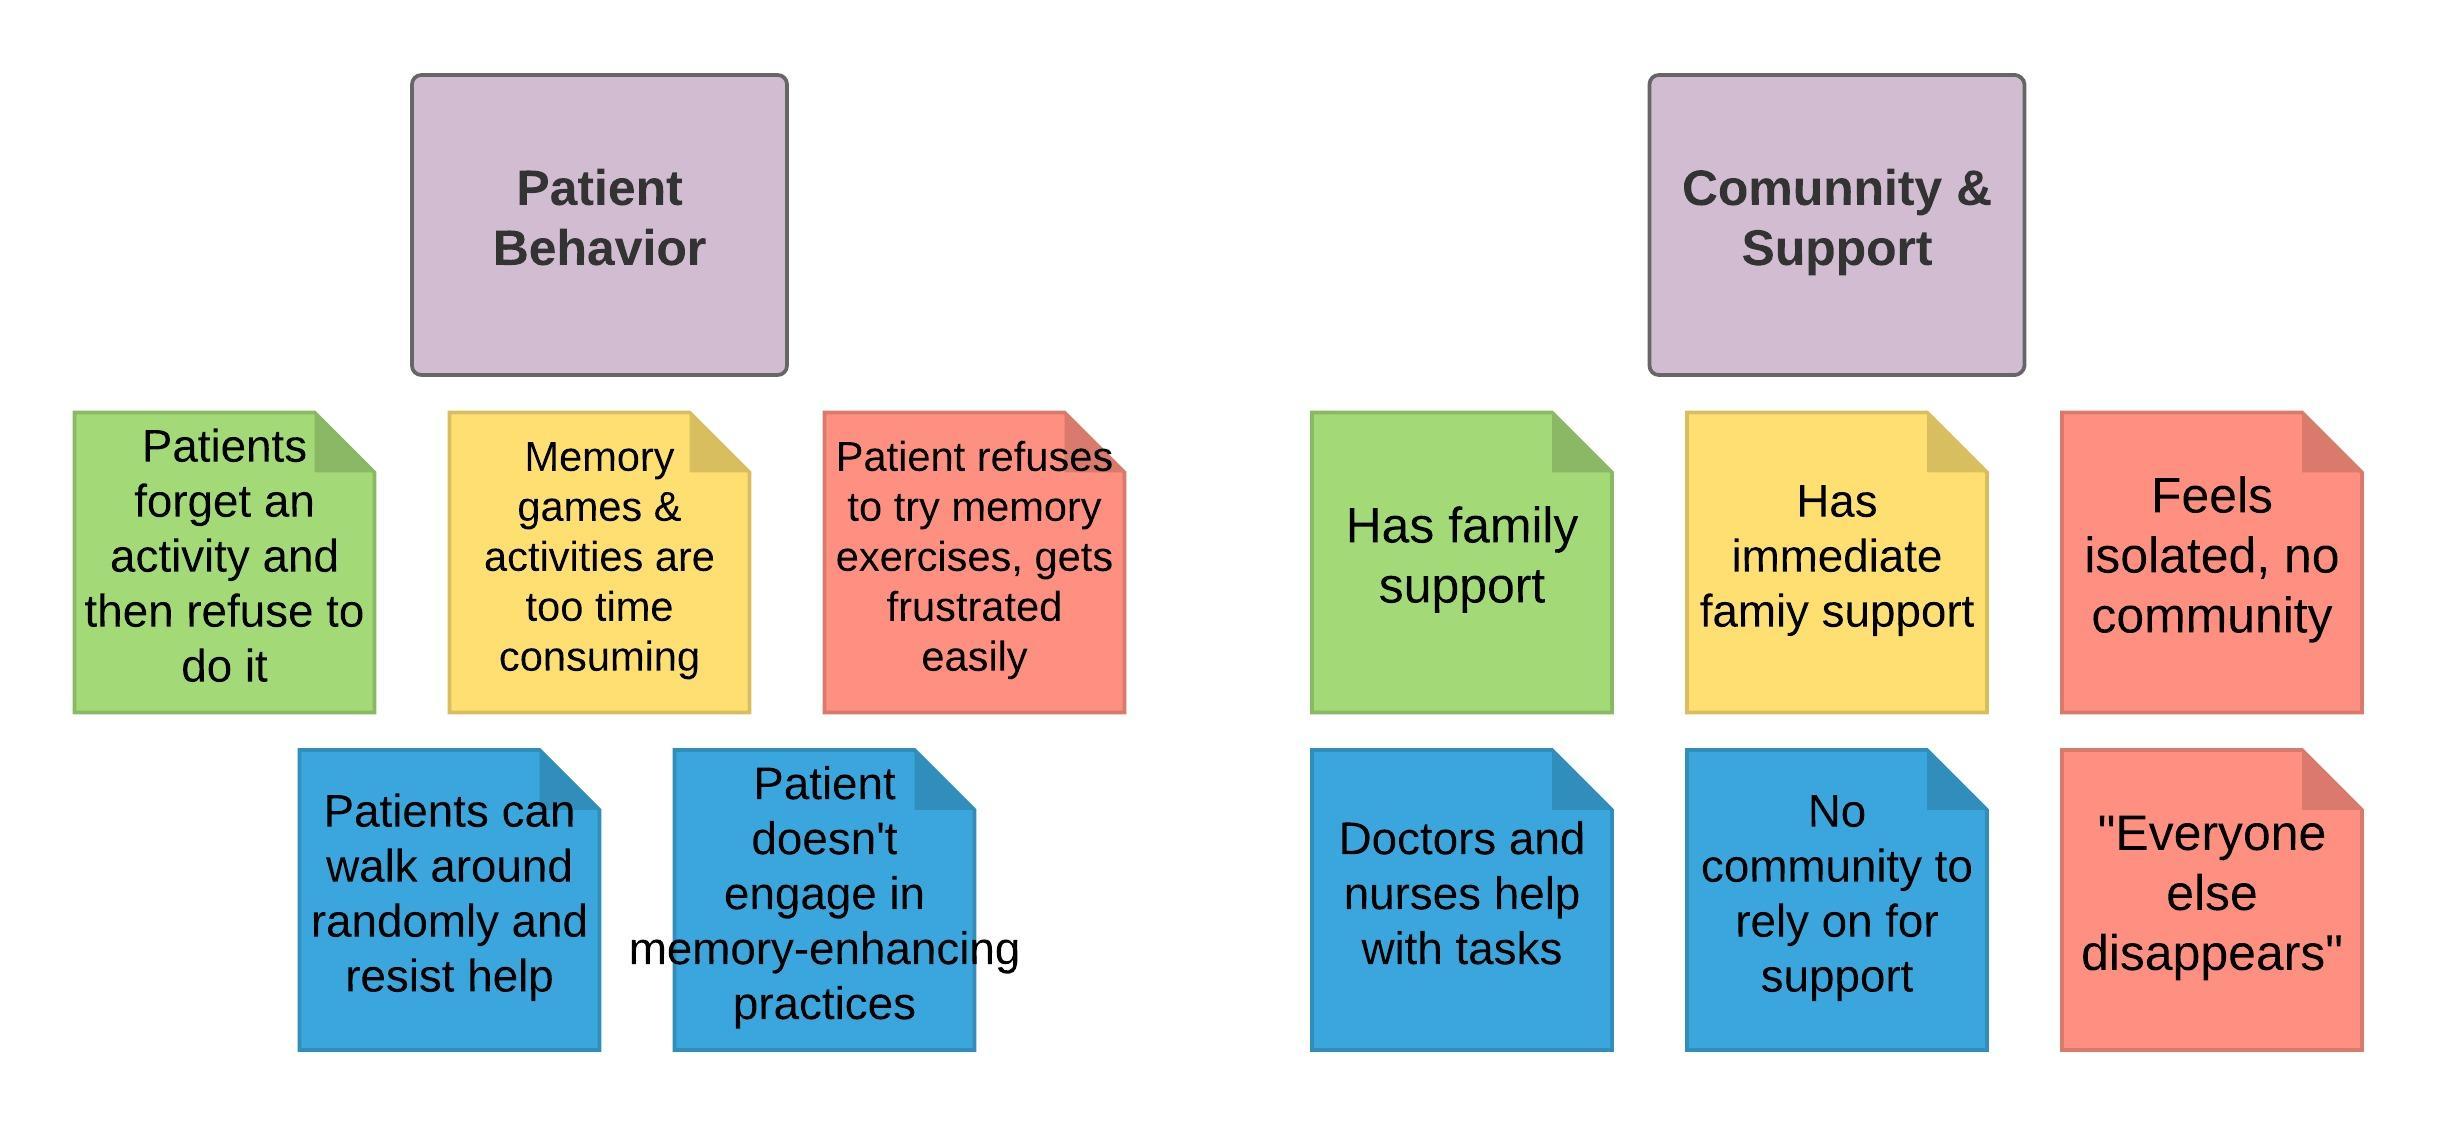 Patient
Behavior
Comunnity &
Support
Patients
forget an
activity and
then refuse to
do it
Memory
games &
activities are
too time
consuming
Patient refuses
to try memory
exercises, gets
frustrated
easily
Patients can
walk around
randomly and
resist help
Patient
doesn't
engage in
memory-enhancing
practices
Has family
support
Has
immediate
famiy support
Feels
isolated, no
community
Doctors and
nurses help
with tasks
No
community to
rely on for
support
"Everyone
else
disappears"